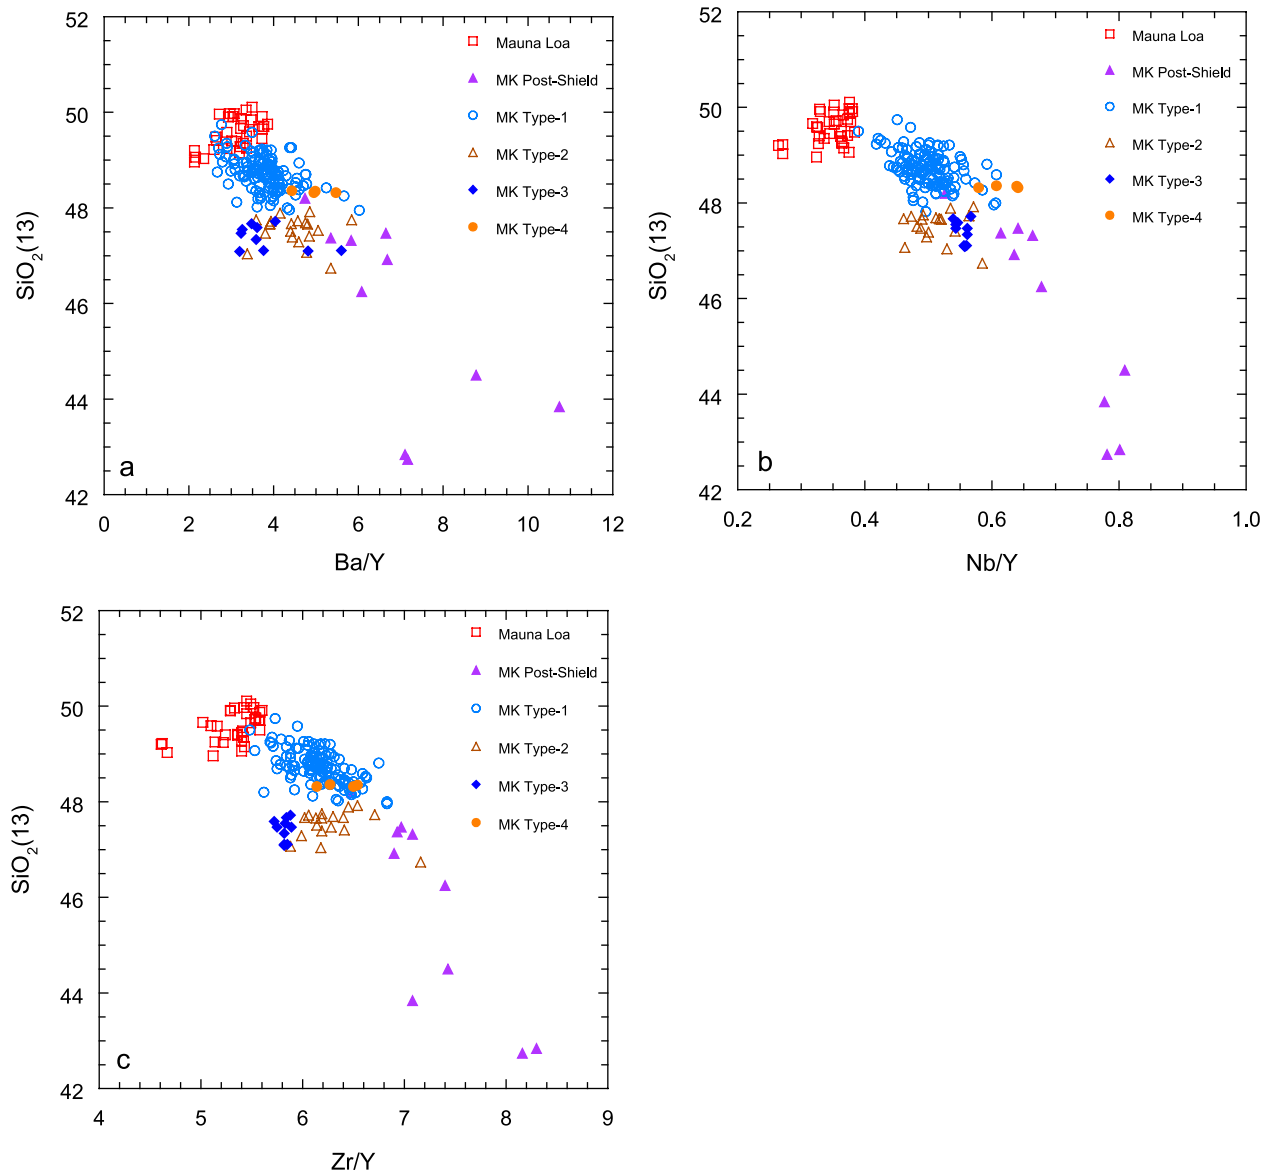 52
50
48
46
44
42
SiO2(13)
Mauna Loa
MK Post-Shield
MK Type-1
MK Type-2
MK Type-3
MK Type-4
a
0 2 4 6 8 10 12
Ba/Y
52
50
48
46
44
42
SiO2(13)
Mauna Loa
MK Post-Shield
MK Type-1
MK Type-2
MK Type-3
MK Type-4
b
0.2 0.4 0.6 0.8 1.0
Nb/Y
52
50
48
46
44
42
SiO2(13)
Mauna Loa
MK Post-Shield
MK Type-1
MK Type-2
MK Type-3
MK Type-4
c
4 5 6 7 8 9
Zr/Y